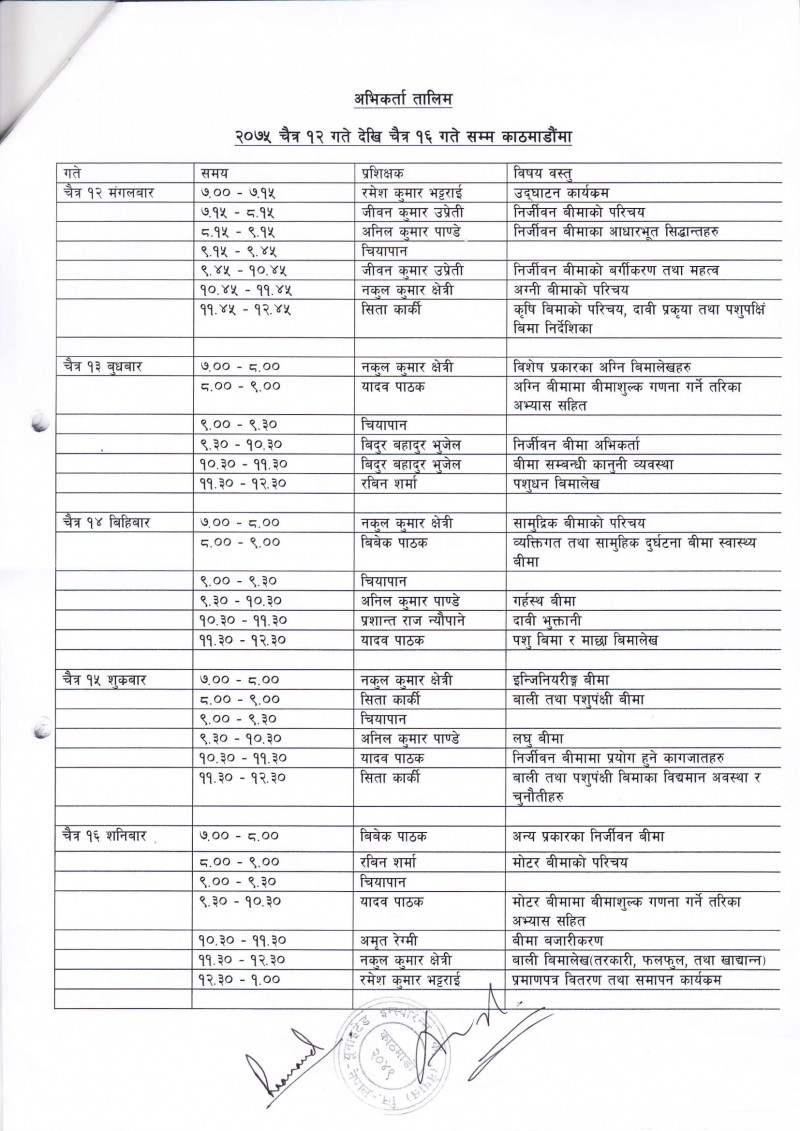 अभिकर्ता तालिम
२०७५ चैत्र १२ गते देखि चैत्र १६ गते सम्म काठमाडौंमा
गते समय प्रशिक्षक विषय वस्तु
चैत्र १२ मंगलबार ७.०० - ७.१५ रमेश कुमार भट्टराई उद्घाटन कार्यकम
७.१५ - ८.१५ जीवन कुमार उप्रेती निर्जीवन बीमाको परिचय
८.१५ - ९.१५ अनिल कुमार पाण्डे निर्जीवन बीमाका आधारभूत सिद्धान्तहरु
९.१५ - ९.४५ चियापान
९.४५ - १०.४५ जीवन कुमार उप्रेती निर्जीवन बीमाको बर्गीकरण तथा महत्व
१०.४५ - ११.४५ नकुल कुमार क्षेत्री अग्नी बीमाको परिचय
११.४५ - १२.४५ सिता कार्की कृषि बिमाको परिचय, दावी प्रकृया तथा पशुपक्षिं
बिमा निर्देशिका
चैत्र १३ बुधबार ७.०० - ८.०० नकुल कुमार क्षेत्री विशेष प्रकारका अग्नि बिमालेखहरु
८.०० - ९.०० यादव पाठक अग्नि बीमामा बीमाशुल्क गणना गर्ने तरिका
अभ्यास सहित
९.०० - ९.३० चियापान
९.३० - १०.३० बिदुर बहादुर भुजेल निर्जीवन बीमा अभिकर्ता
१०.३० - ११.३० बिदुर बहादुर भुजेल बीमा सम्बन्धी कानुनी व्यवस्था
११.३० - १२.३० रबिन शर्मा पशुधन बिमालेख
चैत्र १४ बिहिबार ७.०० - ८.०० नकुल कुमार क्षेत्री सामुद्रिक बीमाको परिचय
८.०० - ९.०० बिबेक पाठक व्यक्तिगत तथा सामुहिक दुर्घटना बीमा स्वास्थ्य
बीमा
९.०० - ९.३० चियापान
९.३० - १०.३० अनिल कुमार पाण्डे गर्हस्थ बीमा
१०.३० - ११.३० प्रशान्त राज न्यौपाने दावी भुक्तानी
११.३० - १२.३० यादव पाठक पशु बिमा र माछा बिमालेख
चैत्र १५ शुकबार ७.०० - ८.०० नकुल कुमार क्षेत्री इन्जिनियरीङ्ग बीमा
८.०० - ९.०० सिता कार्की बाली तथा पशुपंक्षी बीमा
९.०० - ९.३० चियापान
९.३० - १०.३० अनिल कुमार पाण्डे लघु बीमा
१०.३० - ११.३० यादव पाठक निर्जीवन बीमामा प्रयोग हुने कागजातहरु
११.३० - १२.३० सिता कार्की बाली तथा पशुपंक्षी बिमाका विद्यमान अवस्था र
चुनौतीहरु
चैत्र १६ शनिबार ७.०० - ८.०० बिबेक पाठक अन्य प्रकारका निर्जीवन बीमा
८.०० - ९.०० रबिन शर्मा मोटर बीमाको परिचय
९.०० - ९.३० चियापान
९.३० - १०.३० यादव पाठक मोटर बीमामा बीमाशुल्क गणना गर्ने तरिका
अभ्यास सहित
१०.३० - ११.३० अमृत रेग्मी बीमा बजारीकरण
११.३० - १२.३० नकुल कुमार क्षेत्री बाली बिमालेख(तरकारी, फलफुल, तथा खाद्यान्न)
१२.३० - १.०० रमेश कुमार भट्टराई प्रमाणपत्र वितरण तथा समापन कार्यकम
युनाइटेड इन्स्योरेन्स (नेपाल) लि.
काठमाडौं
२०४९